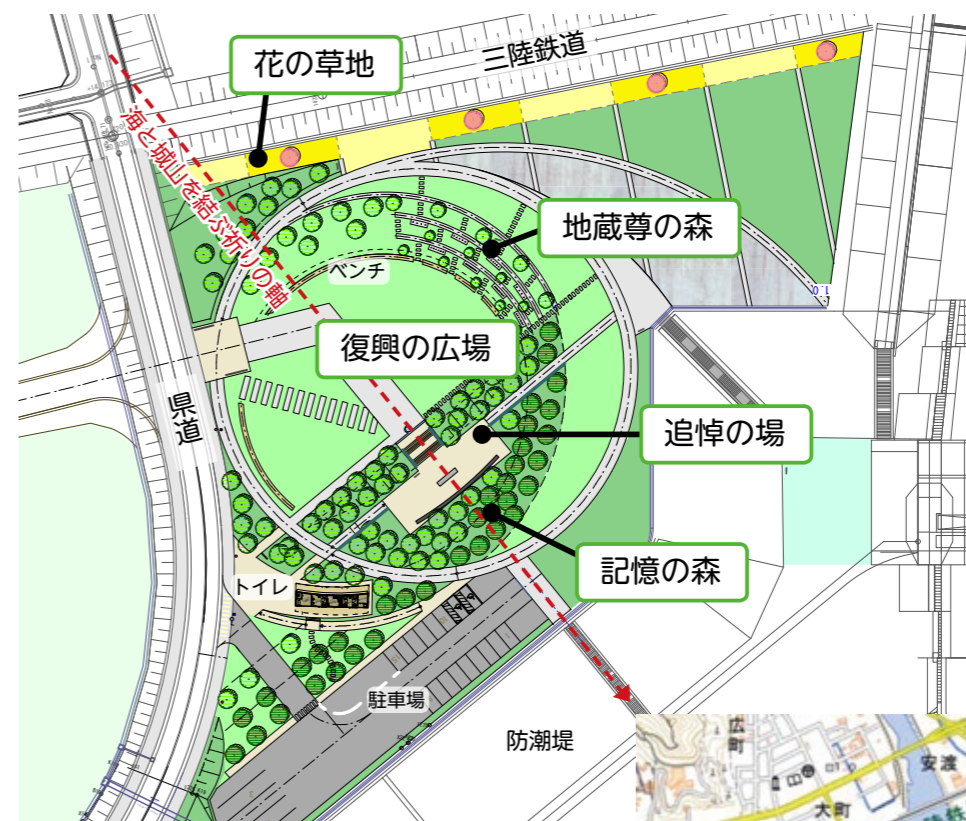 三陸鉄道
花の草地
海と城山を結ぶ祈りの軸
地蔵尊の森
ベンチ
1.0
復興の広場
県道
追悼の場
記憶の森
トイレ
駐車場
防潮堤
広町
安渡
大町